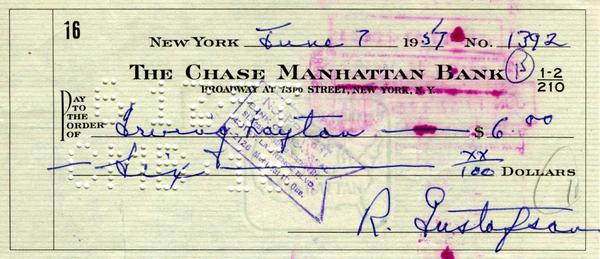 16
NEW YORK June 7 1957 NO. 1392
THE CHASE MANHATTAN BANK 13 1-2
BROADWAY AT 73RD STREET, NEW YORK, N.Y. 210
PAY TO THE ORDER OF Irving Layton $ 6.00
Six xx/100 DOLLARS
R. Gustafson